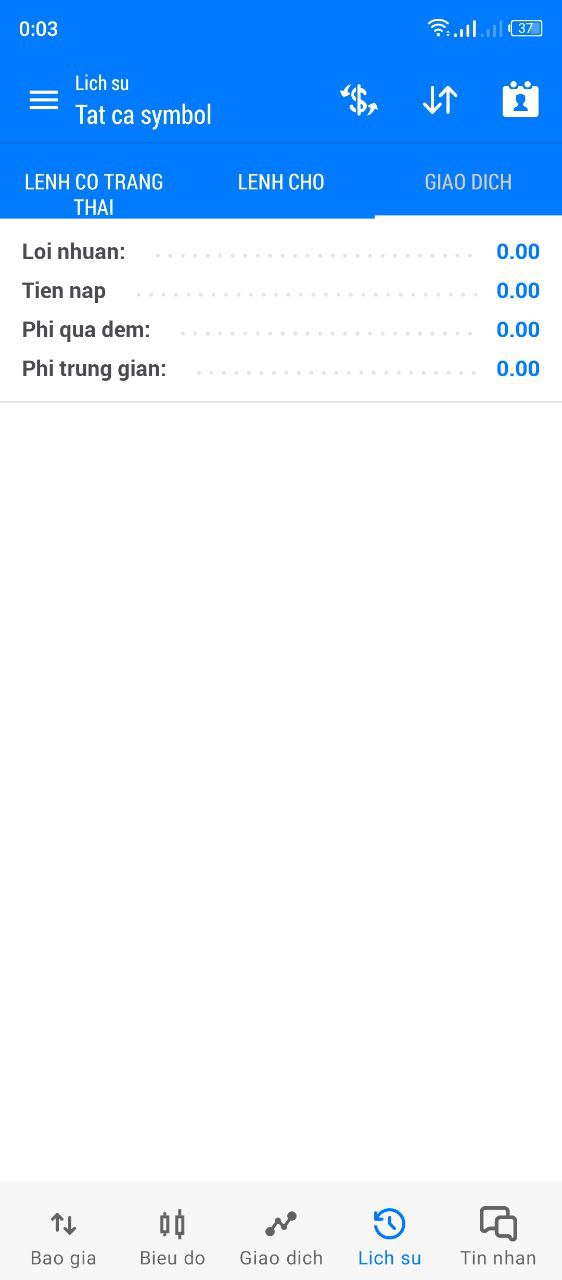 0:03
37
Lich su
Tat ca symbol
LENH CO TRANG
THAI
LENH CHO
GIAO DICH
Loi nhuan: 0.00
Tien nap 0.00
Phi qua dem: 0.00
Phi trung gian: 0.00
Bao gia
Bieu do
Giao dich
Lich su
Tin nhan